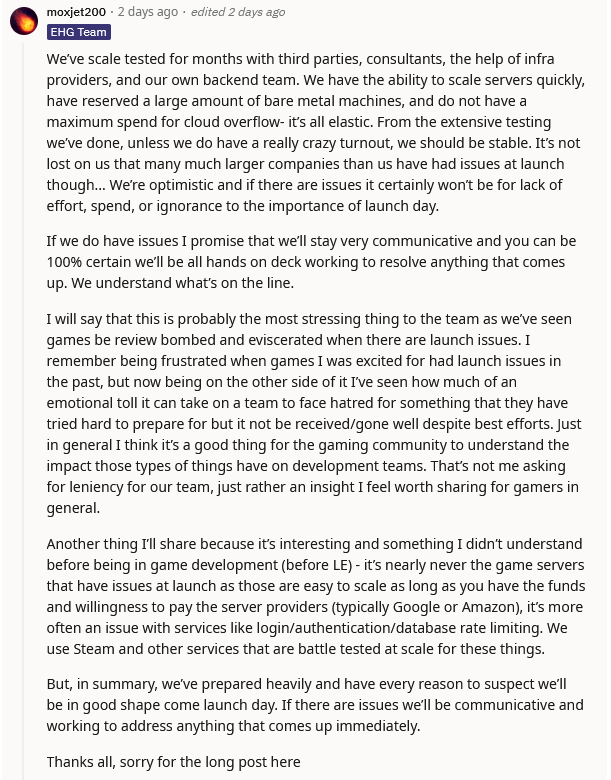 moxjet200 · 2 days ago · edited 2 days ago
EHG Team
We've scale tested for months with third parties, consultants, the help of infra
providers, and our own backend team. We have the ability to scale servers quickly,
have reserved a large amount of bare metal machines, and do not have a
maximum spend for cloud overflow- it's all elastic. From the extensive testing
we've done, unless we do have a really crazy turnout, we should be stable. It's not
lost on us that many much larger companies than us have had issues at launch
though... We're optimistic and if there are issues it certainly won't be for lack of
effort, spend, or ignorance to the importance of launch day.
If we do have issues I promise that we'll stay very communicative and you can be
100% certain we'll be all hands on deck working to resolve anything that comes
up. We understand what's on the line.
I will say that this is probably the most stressing thing to the team as we've seen
games be review bombed and eviscerated when there are launch issues. I
remember being frustrated when games I was excited for had launch issues in
the past, but now being on the other side of it I've seen how much of an
emotional toll it can take on a team to face hatred for something that they have
tried hard to prepare for but it not be received/gone well despite best efforts. Just
in general I think it's a good thing for the gaming community to understand the
impact those types of things have on development teams. That's not me asking
for leniency for our team, just rather an insight I feel worth sharing for gamers in
general.
Another thing I'll share because it's interesting and something I didn't understand
before being in game development (before LE) - it's nearly never the game servers
that have issues at launch as those are easy to scale as long as you have the funds
and willingness to pay the server providers (typically Google or Amazon), it's more
often an issue with services like login/authentication/database rate limiting. We
use Steam and other services that are battle tested at scale for these things.
But, in summary, we've prepared heavily and have every reason to suspect we'll
be in good shape come launch day. If there are issues we'll be communicative and
working to address anything that comes up immediately.
Thanks all, sorry for the long post here